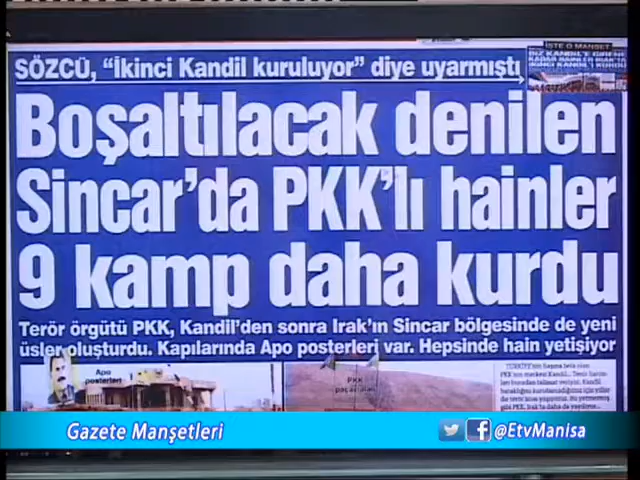 SÖZCÜ, “İkinci Kandil kuruluyor” diye uyarmıştı
İŞTE O MANŞET
Boşaltılacak denilen
Sincar’da PKK’lı hainler
9 kamp daha kurdu
Terör örgütü PKK, Kandil’den sonra Irak’ın Sincar bölgesinde de yeni
üsler oluşturdu. Kapılarında Apo posterleri var. Hepsinde hain yetişiyor
Apo
posterleri
PKK
Gazete Manşetleri
@EtvManisa